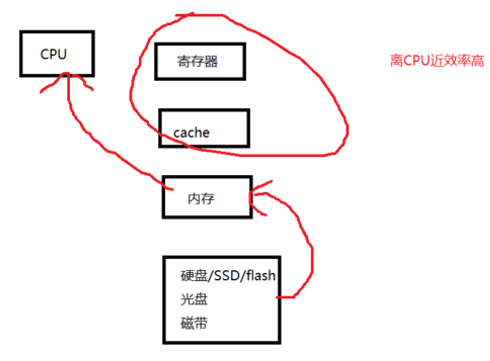 CPU
寄存器
离CPU近效率高
cache
内存
硬盘/SSD/flash
光盘
磁带